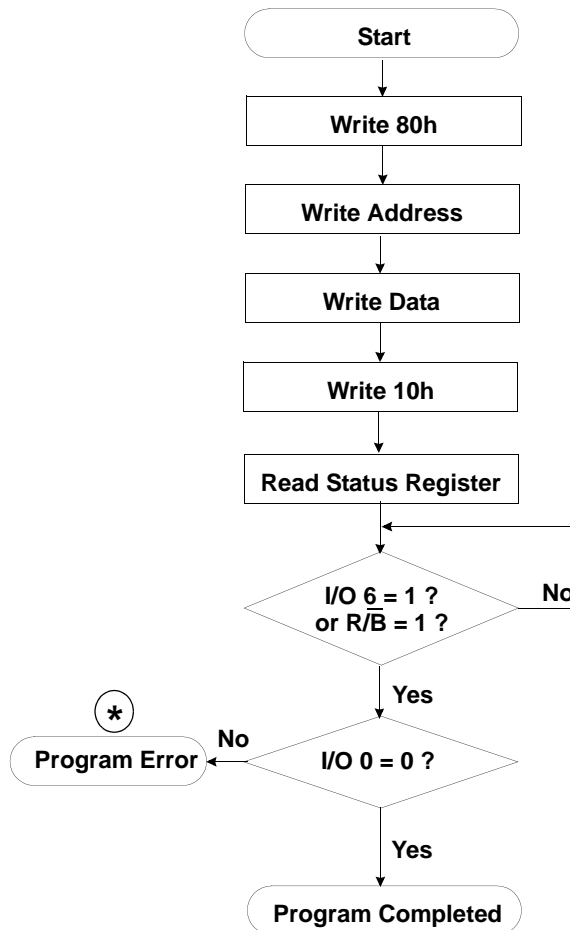 Start
Write 80h
Write Address
Write Data
Write 10h
Read Status Register
I/O 6 = 1 ?
or R/B̅ = 1 ?
No
Yes
*
No
Program Error
I/O 0 = 0 ?
Yes
Program Completed